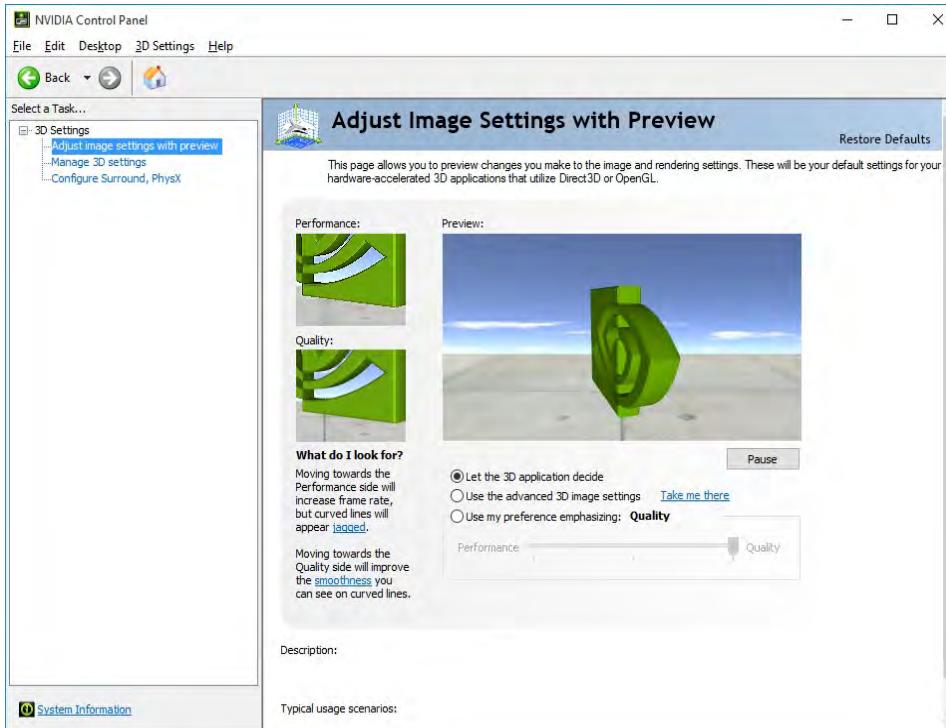 NVIDIA Control Panel
File Edit Desktop 3D Settings Help
Back
Select a Task...
3D Settings
Adjust image settings with preview
Manage 3D settings
Configure Surround, PhysX
System Information
Adjust Image Settings with Preview
Restore Defaults
This page allows you to preview changes you make to the image and rendering settings. These will be your default settings for your
hardware-accelerated 3D applications that utilize Direct3D or OpenGL.
Performance:
Quality:
What do I look for?
Moving towards the
Performance side will
increase frame rate,
but curved lines will
appear jagged.
Moving towards the
Quality side will improve
the smoothness you
can see on curved lines.
Preview:
Pause
Let the 3D application decide
Use the advanced 3D image settings Take me there
Use my preference emphasizing: Quality
Performance Quality
Description:
Typical usage scenarios: